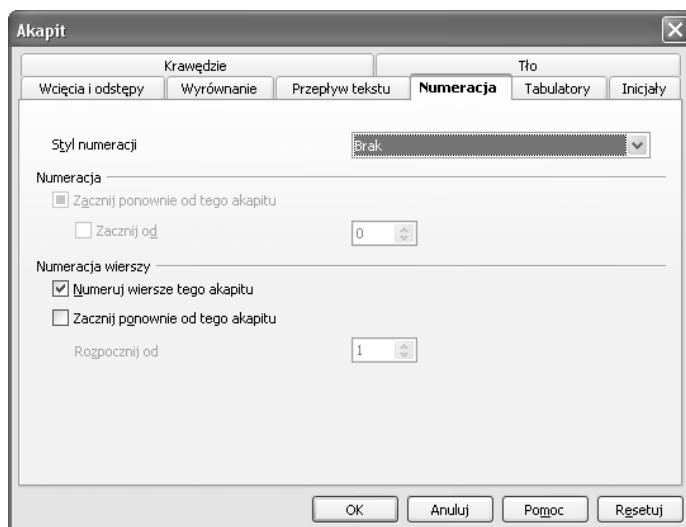 Akapit
Krawędzie Tło
Wcięcia i odstępy Wyrównanie Przepływ tekstu Numeracja Tabulatory Inicjały
Styl numeracji Brak
Numeracja
Zacznij ponownie od tego akapitu
Zacznij od 0
Numeracja wierszy
Numeruj wiersze tego akapitu
Zacznij ponownie od tego akapitu
Rozpocznij od 1
OK Anuluj Pomoc Resetuj